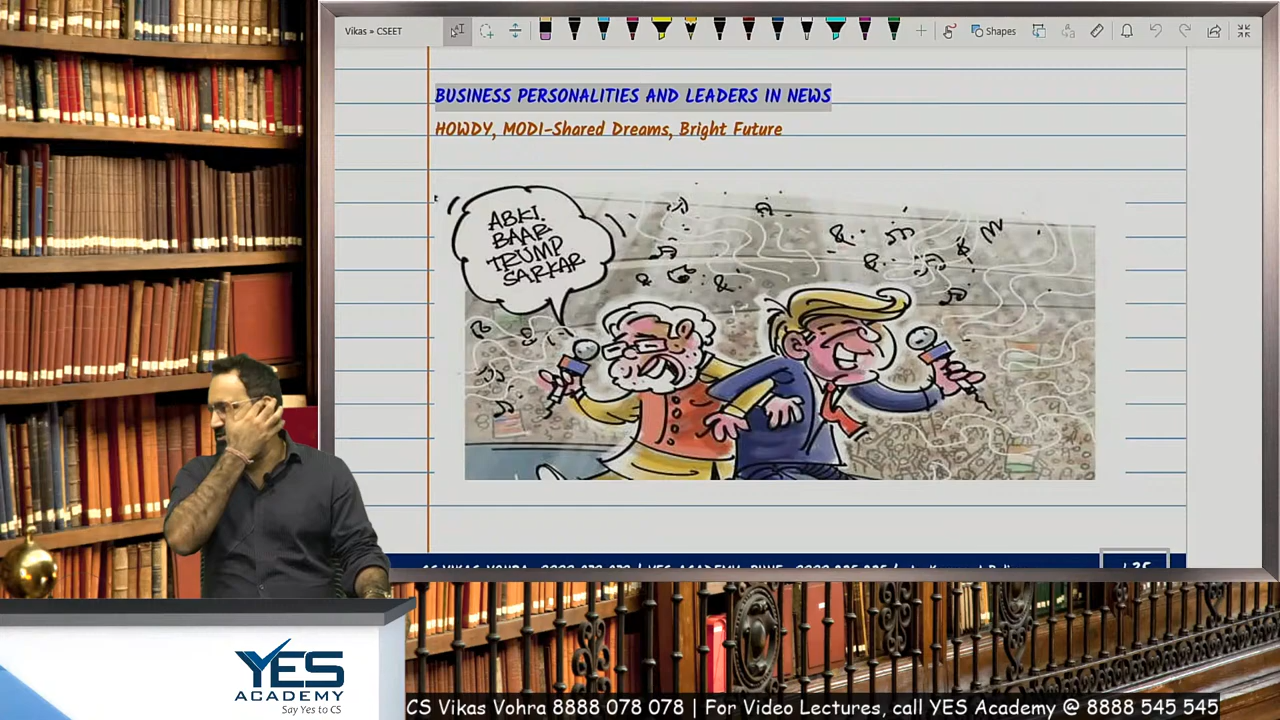 Vikas » CSEET
Shapes
BUSINESS PERSONALITIES AND LEADERS IN NEWS
HOWDY, MODI-Shared Dreams, Bright Future
ABKI
BAAR
TRUMP
SARKAR
YES
ACADEMY
Say Yes to CS
CS Vikas Vohra 8888 078 078 | For Video Lectures, call YES Academy @ 8888 545 545